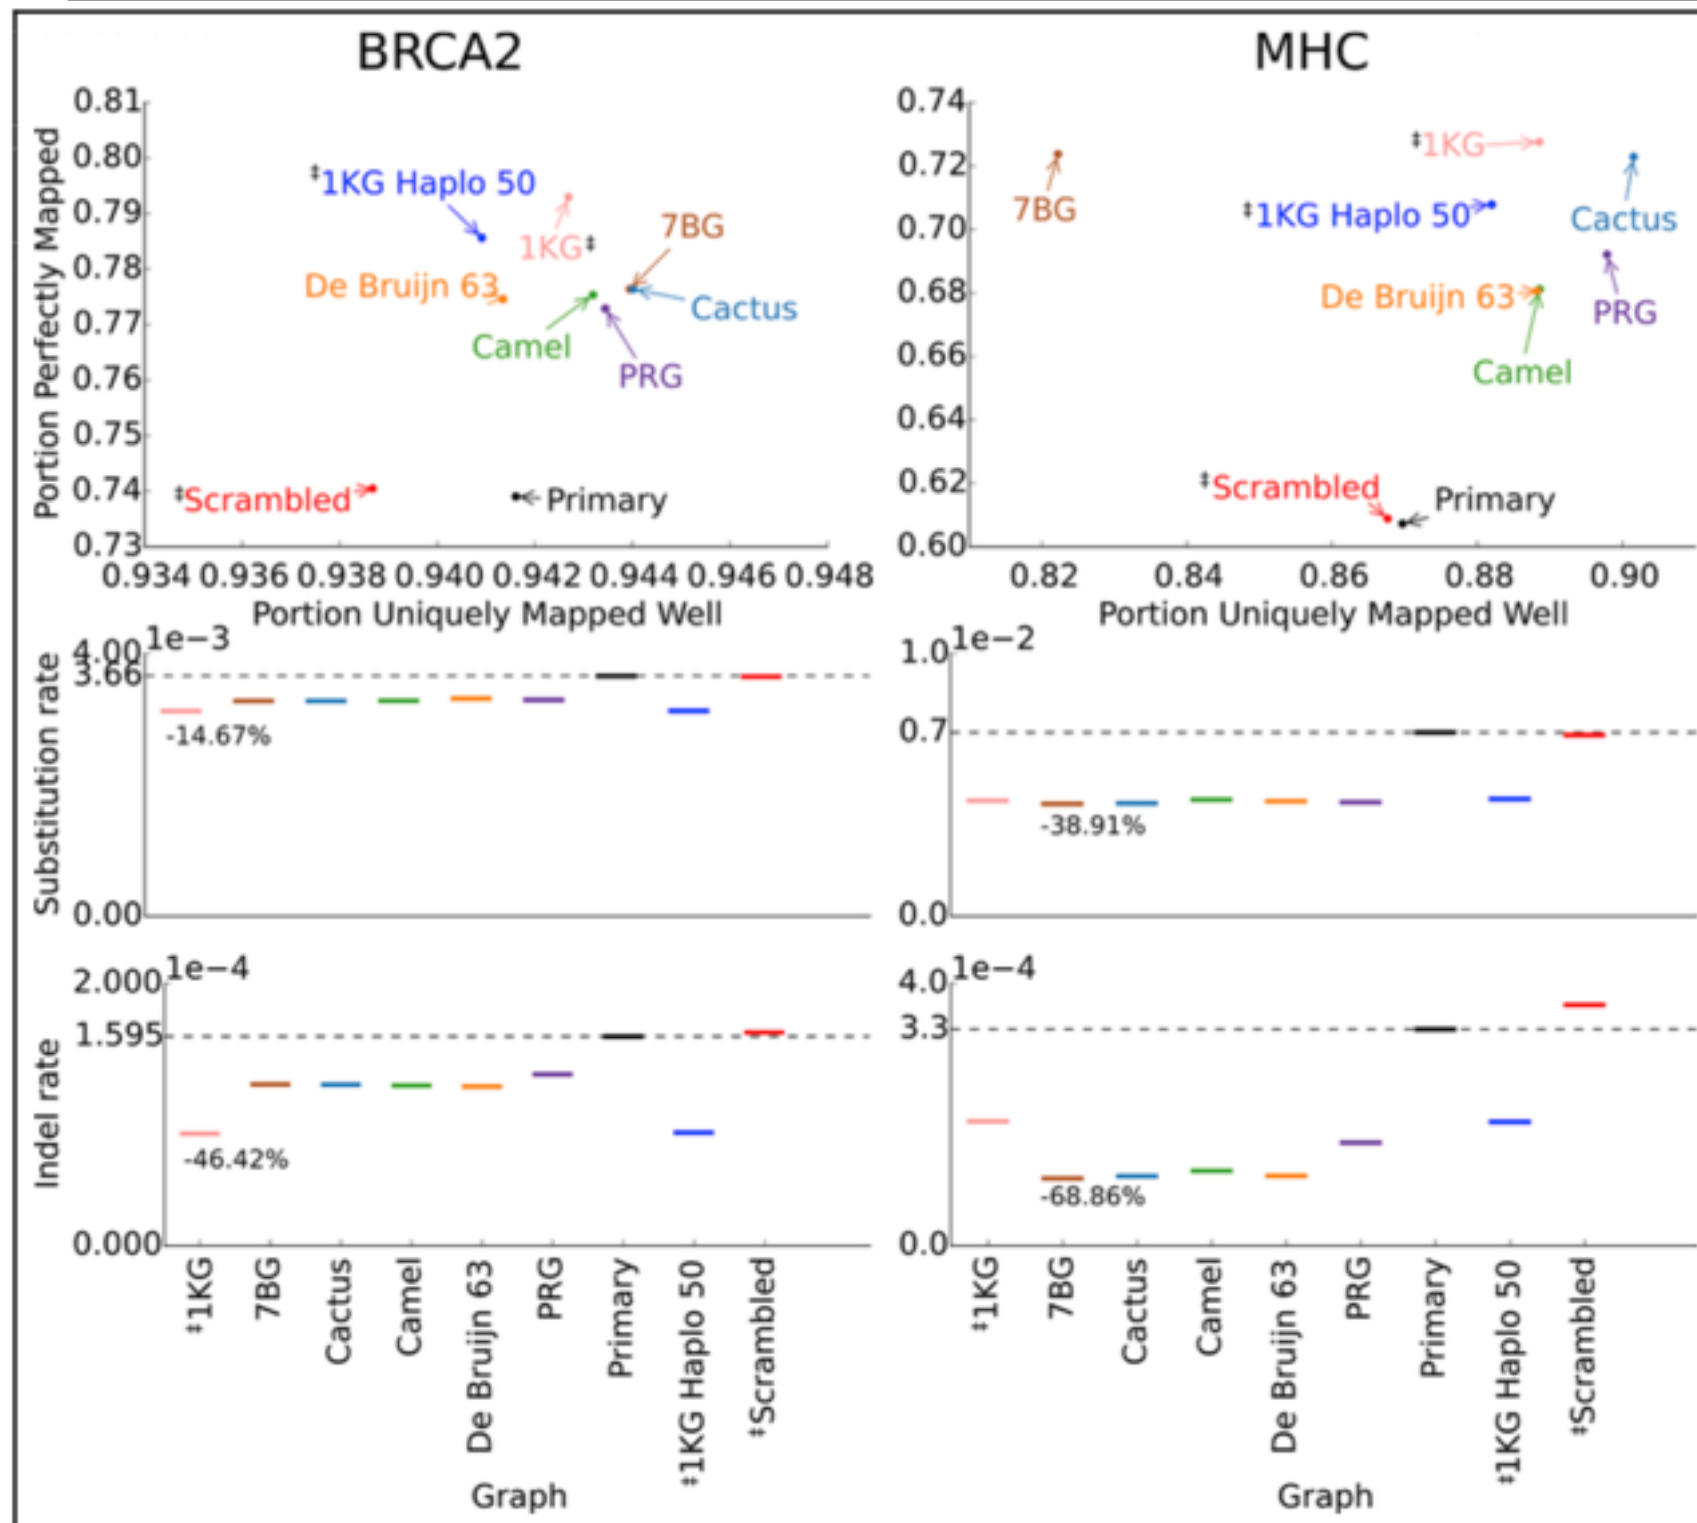 BRCA2
Portion Perfectly Mapped
0.81
0.80
0.79
0.78
0.77
0.76
0.75
0.74
0.73
‡1KG Haplo 50
1KG‡
7BG
De Bruijn 63
Cactus
Camel
PRG
‡Scrambled
Primary
0.934 0.936 0.938 0.940 0.942 0.944 0.946 0.948
Portion Uniquely Mapped Well
MHC
0.74
0.72
0.70
0.68
0.66
0.64
0.62
0.60
‡1KG
7BG
‡1KG Haplo 50
Cactus
De Bruijn 63
PRG
Camel
‡Scrambled
Primary
0.82 0.84 0.86 0.88 0.90
Portion Uniquely Mapped Well
Substitution rate
1e−3
4.00
3.66
-14.67%
0.00
1e−2
1.0
0.7
-38.91%
0.0
Indel rate
1e−4
2.000
1.595
-46.42%
0.000
‡1KG
7BG
Cactus
Camel
De Bruijn 63
PRG
Primary
‡1KG Haplo 50
‡Scrambled
Graph
1e−4
4.0
3.3
-68.86%
0.0
‡1KG
7BG
Cactus
Camel
De Bruijn 63
PRG
Primary
‡1KG Haplo 50
‡Scrambled
Graph